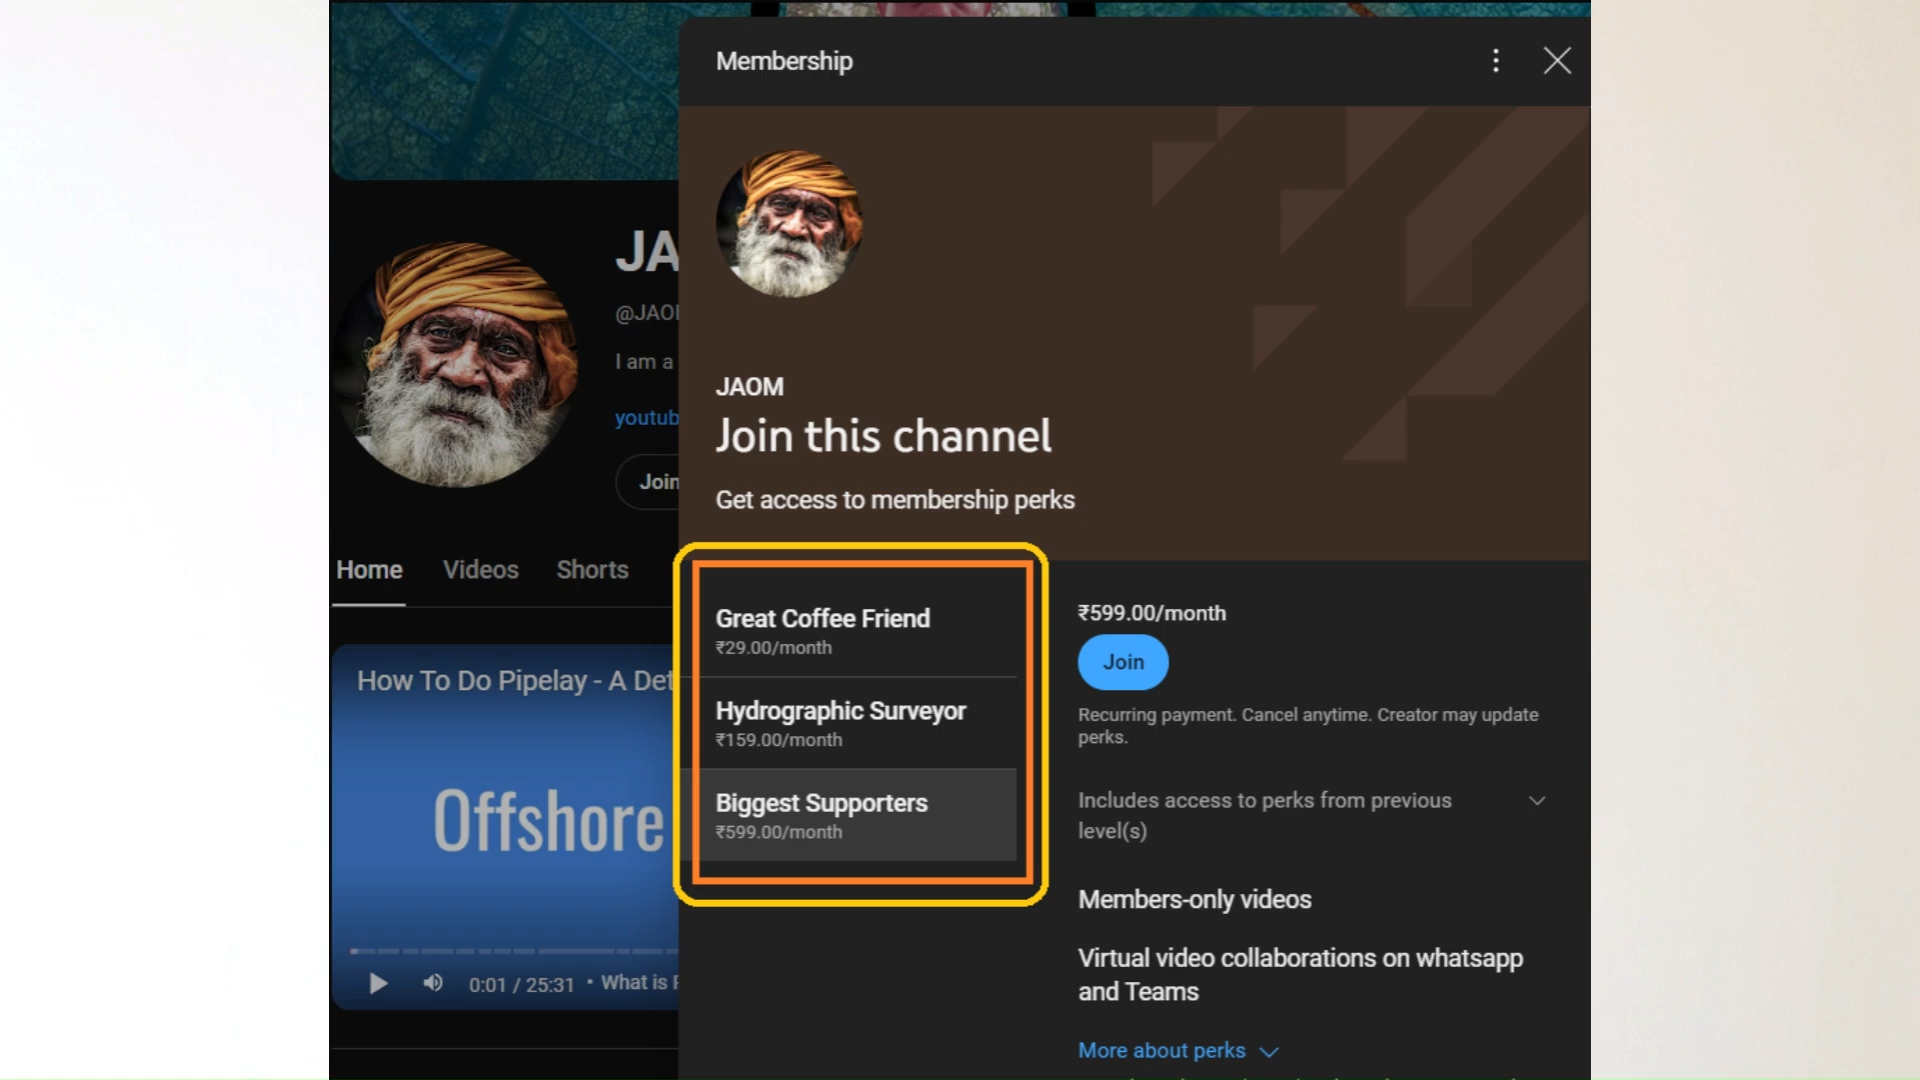 Membership
JA
@JAO
I am a
youtub
Join
Home
Videos
Shorts
How To Do Pipelay - A Det
Offshore
0:01 / 25:31 • What is
JAOM
Join this channel
Get access to membership perks
Great Coffee Friend
₹29.00/month
Hydrographic Surveyor
₹159.00/month
Biggest Supporters
₹599.00/month
₹599.00/month
Join
Recurring payment. Cancel anytime. Creator may update
perks.
Includes access to perks from previous
level(s)
Members-only videos
Virtual video collaborations on whatsapp
and Teams
More about perks